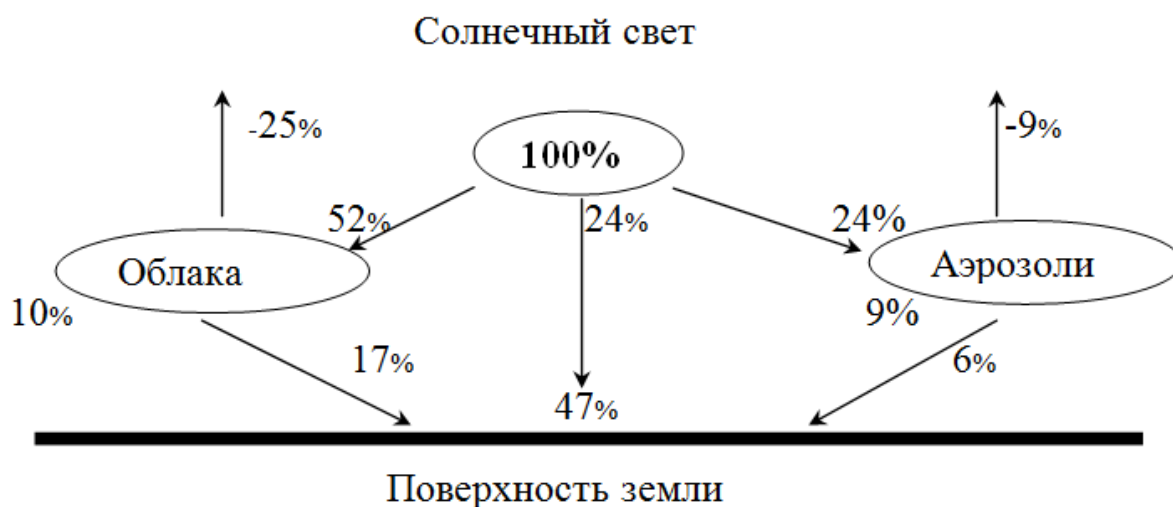 Солнечный свет
-25%
100%
-9%
52%
24%
24%
Облака
Аэрозоли
10%
9%
17%
6%
47%
Поверхность земли